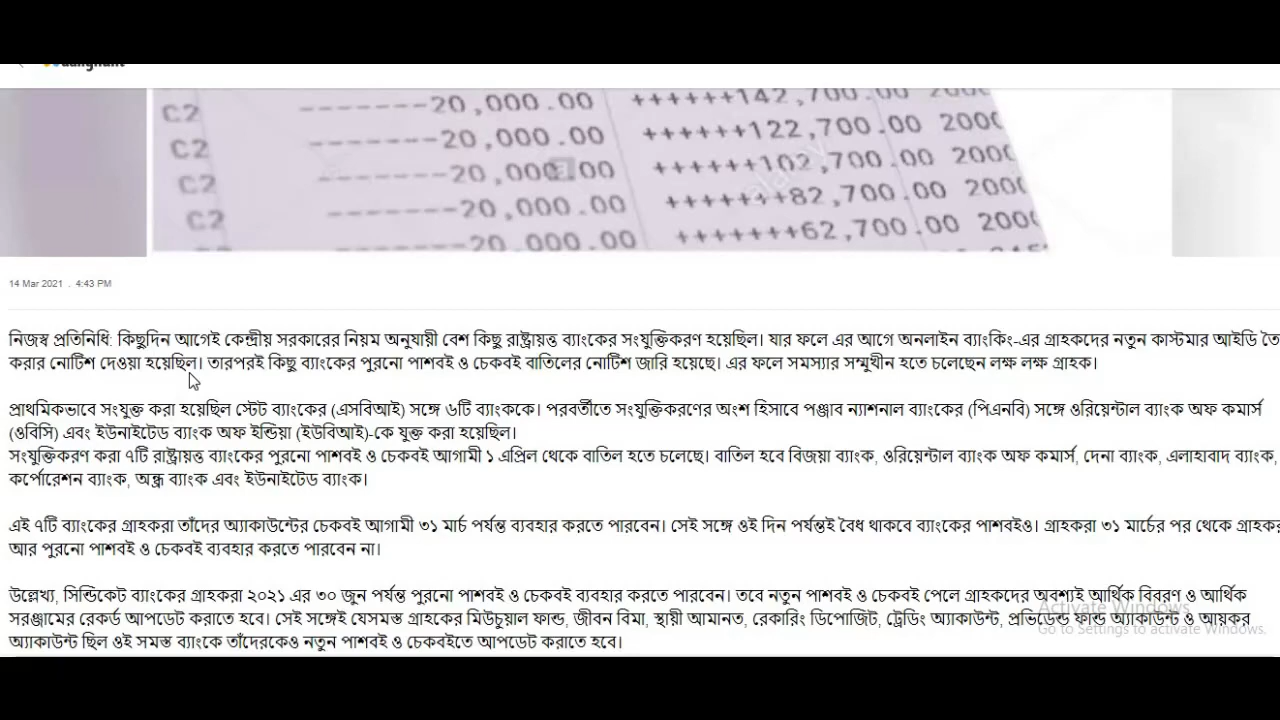 C2 -------20,000.00 ++++++142,700.00 2000
C2 -------20,000.00 ++++++122,700.00 2000
C2 -------20,000.00 ++++++102,700.00 2000
C2 -------20,000.00 +++++++82,700.00 2000
-------20,000.00 +++++++62,700.00 2000
14 Mar 2021 . 4:43 PM
নিজস্ব প্রতিনিধি: কিছুদিন আগেই কেন্দ্রীয় সরকারের নিয়ম অনুযায়ী বেশ কিছু রাষ্ট্রায়ত্ত ব্যাংকের সংযুক্তিকরণ হয়েছিল। যার ফলে এর আগে অনলাইন ব্যাংকিং-এর গ্রাহকদের নতুন কাস্টমার আইডি তৈ
করার নোটিশ দেওয়া হয়েছিল। তারপরই কিছু ব্যাংকের পুরনো পাশবই ও চেকবই বাতিলের নোটিশ জারি হয়েছে। এর ফলে সমস্যার সম্মুখীন হতে চলেছেন লক্ষ লক্ষ গ্রাহক।
প্রাথমিকভাবে সংযুক্ত করা হয়েছিল স্টেট ব্যাংকের (এসবিআই) সঙ্গে ৬টি ব্যাংককে। পরবর্তীতে সংযুক্তিকরণের অংশ হিসাবে পঞ্জাব ন্যাশনাল ব্যাংকের (পিএনবি) সঙ্গে ওরিয়েন্টাল ব্যাংক অফ কমার্স
(ওবিসি) এবং ইউনাইটেড ব্যাংক অফ ইন্ডিয়া (ইউবিআই)-কে যুক্ত করা হয়েছিল।
সংযুক্তিকরণ করা ৭টি রাষ্ট্রায়ত্ত ব্যাংকের পুরনো পাশবই ও চেকবই আগামী ১ এপ্রিল থেকে বাতিল হতে চলেছে। বাতিল হবে বিজয়া ব্যাংক, ওরিয়েন্টাল ব্যাংক অফ কমার্স, দেনা ব্যাংক, এলাহাবাদ ব্যাংক,
কর্পোরেশন ব্যাংক, অন্ধ্র ব্যাংক এবং ইউনাইটেড ব্যাংক।
এই ৭টি ব্যাংকের গ্রাহকরা তাঁদের অ্যাকাউন্টের চেকবই আগামী ৩১ মার্চ পর্যন্ত ব্যবহার করতে পারবেন। সেই সঙ্গে ওই দিন পর্যন্তই বৈধ থাকবে ব্যাংকের পাশবইও। গ্রাহকরা ৩১ মার্চের পর থেকে গ্রাহকর
আর পুরনো পাশবই ও চেকবই ব্যবহার করতে পারবেন না।
উল্লেখ্য, সিন্ডিকেট ব্যাংকের গ্রাহকরা ২০২১ এর ৩০ জুন পর্যন্ত পুরনো পাশবই ও চেকবই ব্যবহার করতে পারবেন। তবে নতুন পাশবই ও চেকবই পেলে গ্রাহকদের অবশ্যই আর্থিক বিবরণ ও আর্থিক
সরঞ্জামের রেকর্ড আপডেট করাতে হবে। সেই সঙ্গেই যেসমস্ত গ্রাহকের মিউচুয়াল ফান্ড, জীবন বিমা, স্থায়ী আমানত, রেকারিং ডিপোজিট, ট্রেডিং অ্যাকাউন্ট, প্রভিডেন্ড ফান্ড অ্যাকাউন্ট ও আয়কর
অ্যাকাউন্ট ছিল ওই সমস্ত ব্যাংকে তাঁদেরকেও নতুন পাশবই ও চেকবইতে আপডেট করাতে হবে।
Activate Windows
Go to Settings to activate Windows.